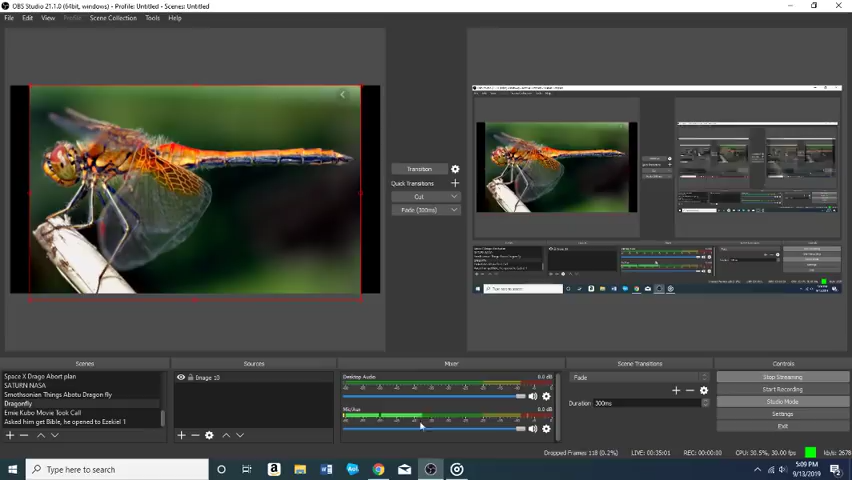 OBS Studio 21.1.0 (64bit, windows) - Profile: Untitled - Scenes: Untitled
File Edit View Profile Scene Collection Tools Help
Transition
Quick Transitions
Cut
Fade (300ms)
Scenes
Space X Drago Abort plan
SATURN NASA
Smothsonian Things Abotu Dragon fly
Dragonfly
Ernie Kubo Movie Took Call
Asked him get Bible, he opened to Ezekiel 1
Sources
Image 10
Mixer
Desktop Audio 0.0 dB
Mic/Aux 0.0 dB
Scene Transitions
Fade
Duration: 300ms
Controls
Stop Streaming
Start Recording
Studio Mode
Settings
Exit
Dropped Frames: 118 (0.2%) LIVE: 00:35:01 REC: 00:00:00 CPU: 30.5%, 30.00 fps kb/s: 2678
Type here to search
5:09 PM
9/13/2019